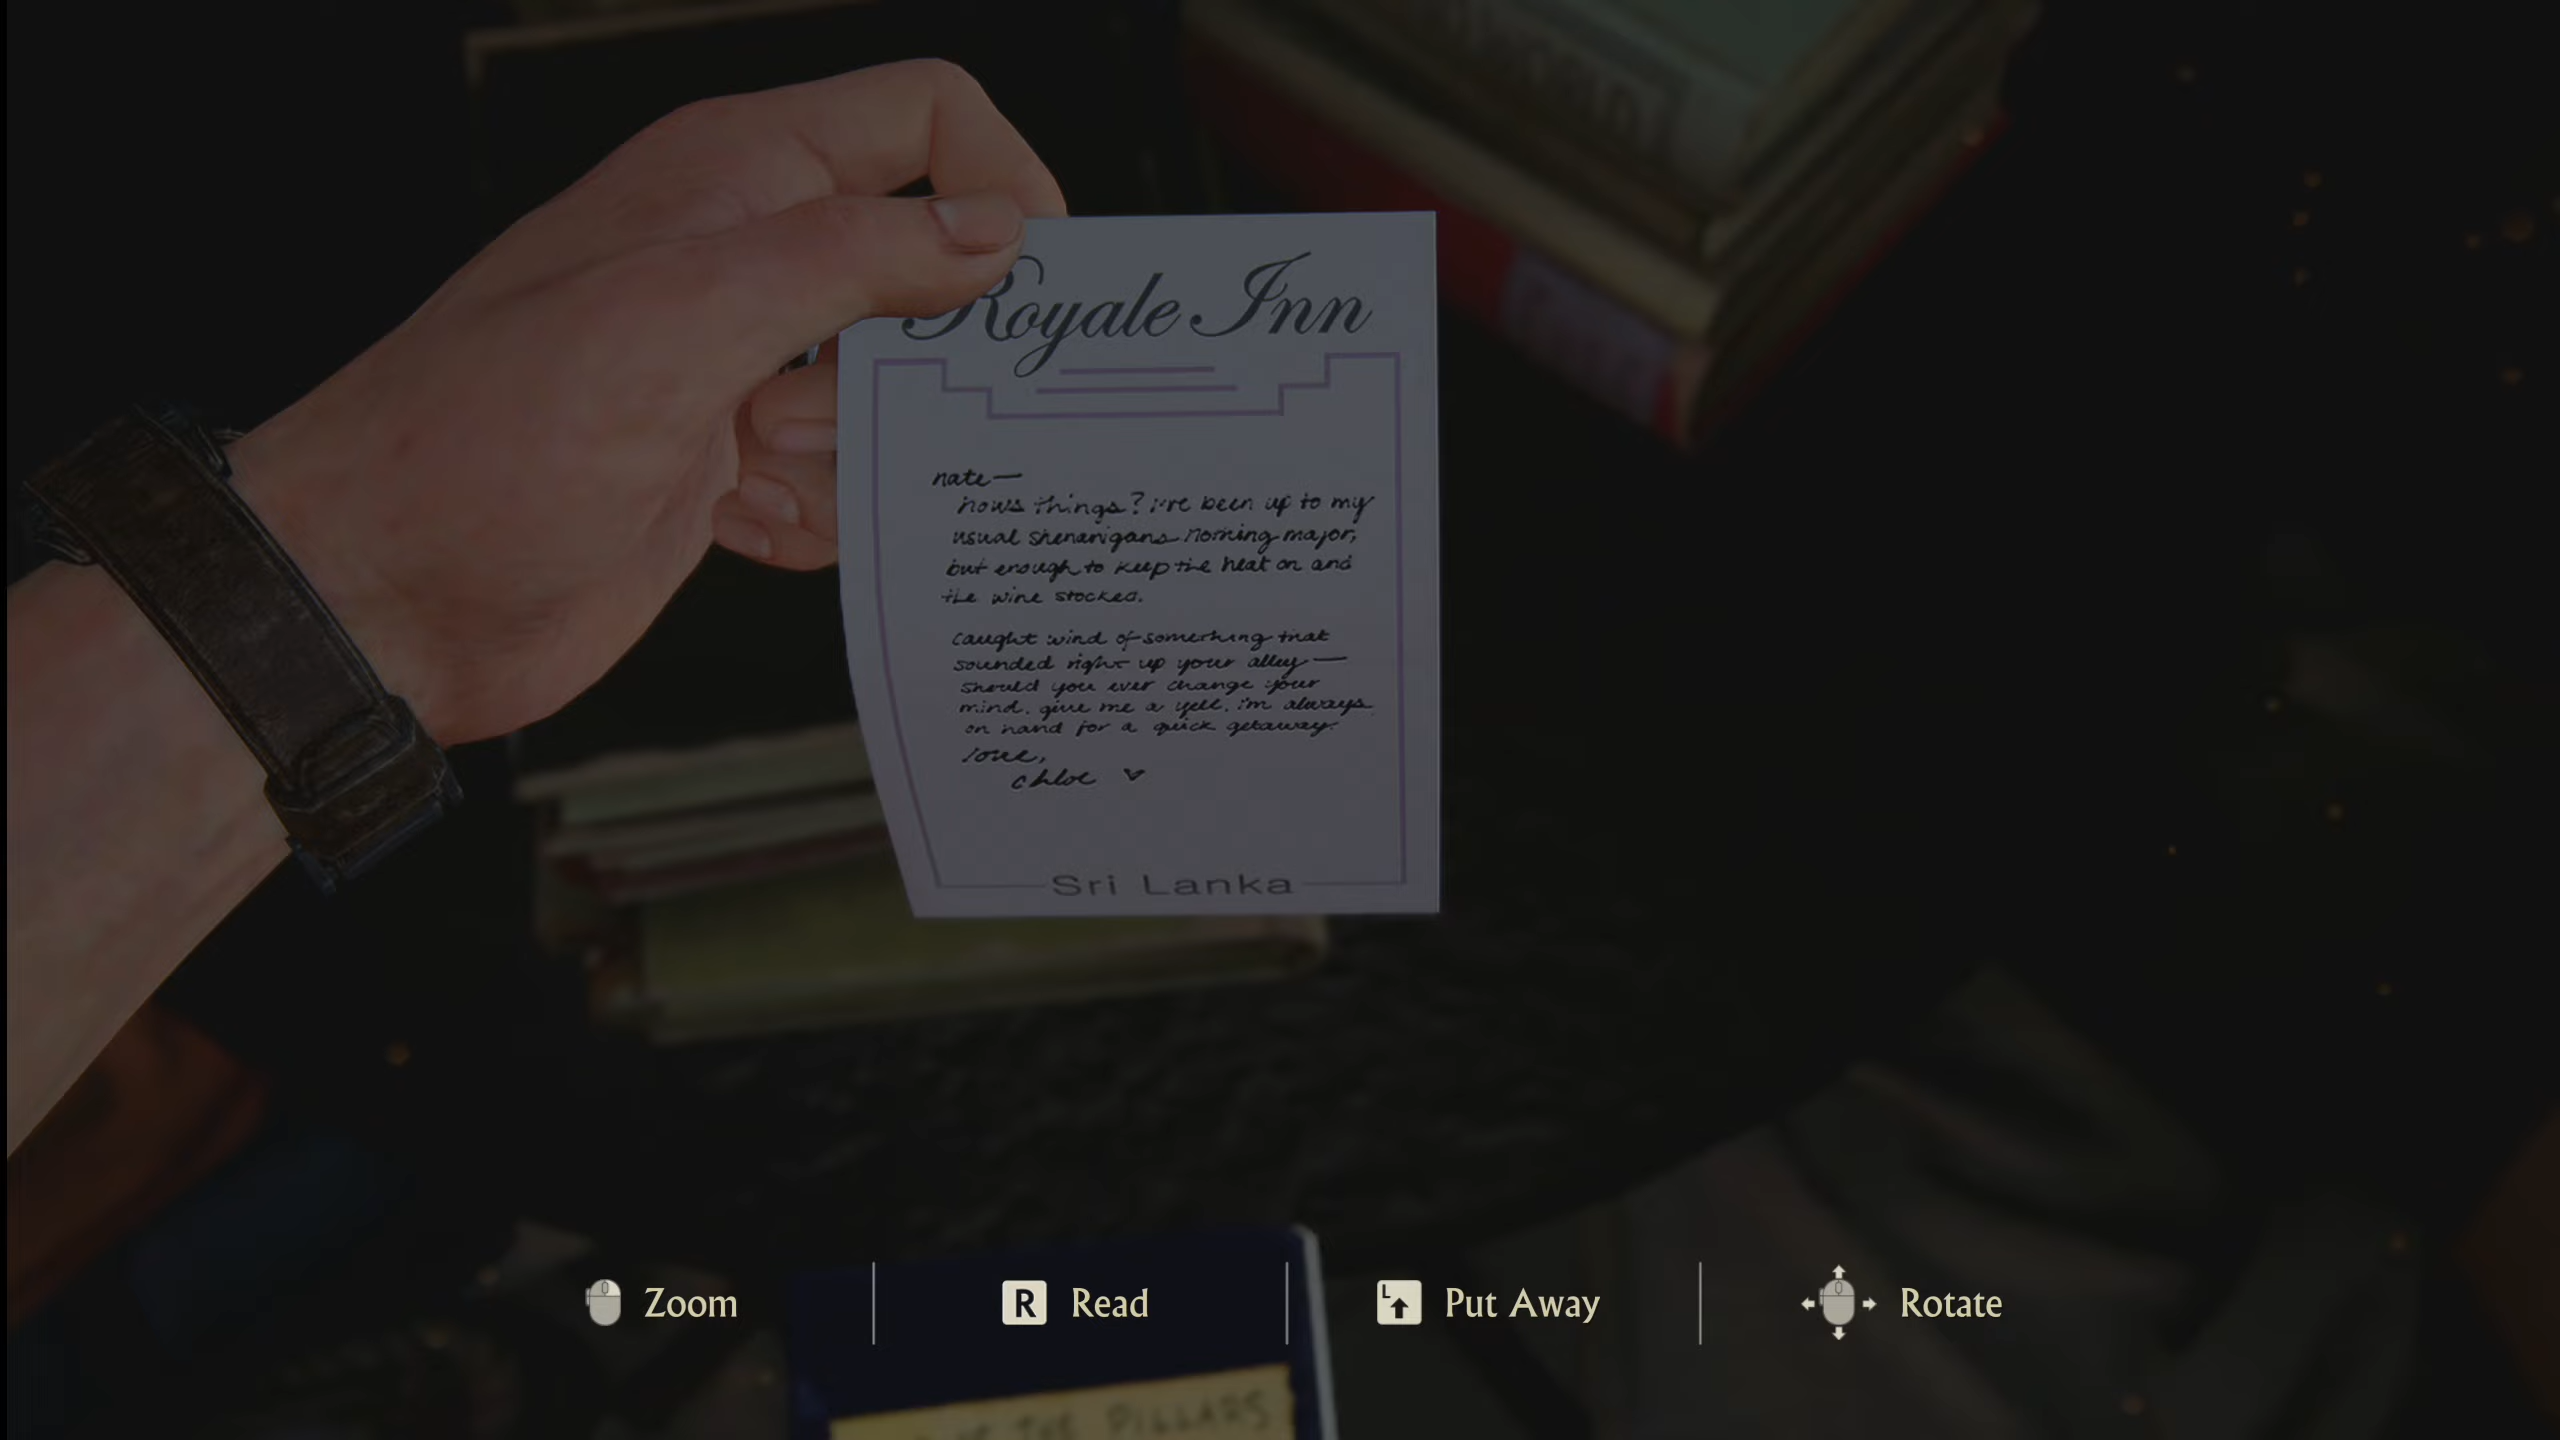 Royale Inn
nate—
hows things? i've been up to my
usual shenanigans. Nothing major,
but enough to keep the heat on and
the wine stocked.
caught wind of something that
sounded right up your alley—
should you ever change your
mind, give me a yell. i'm always
on hand for a quick getaway.
love,
chloe
Sri Lanka
Zoom
R Read
L Put Away
Rotate
THE PILLARS